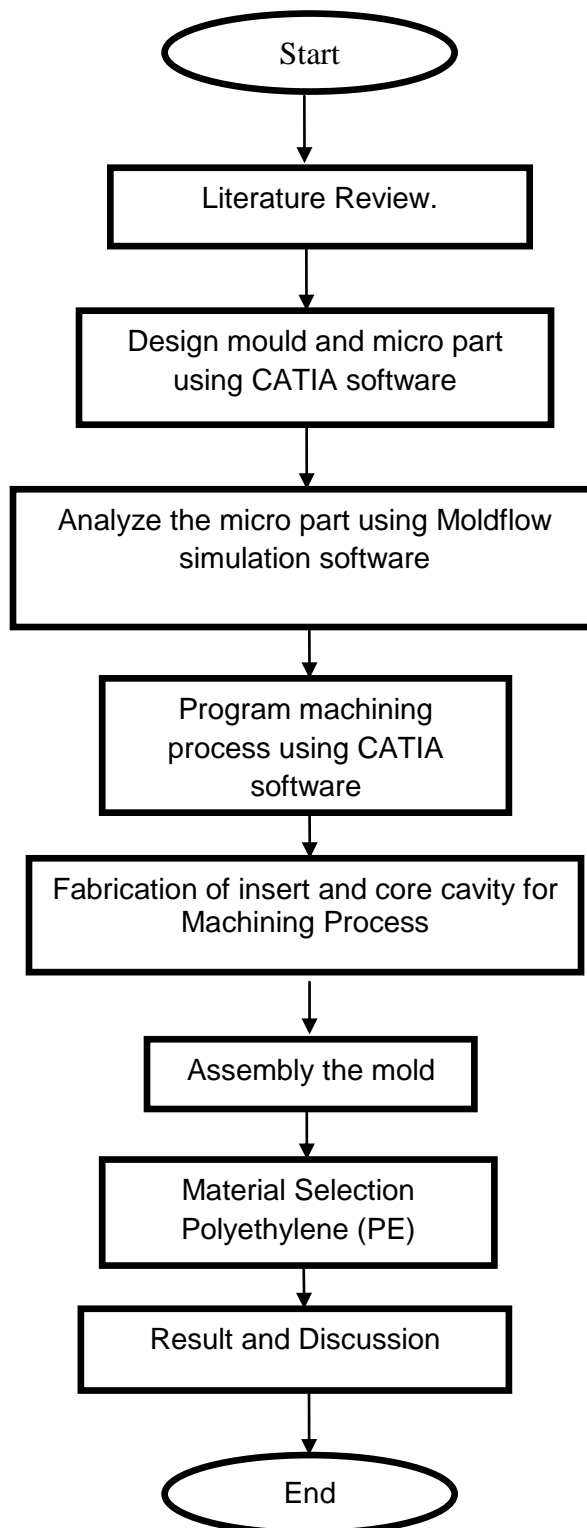 Start
Literature Review.
Design mould and micro part
using CATIA software
Analyze the micro part using Moldflow
simulation software
Program machining
process using CATIA
software
Fabrication of insert and core cavity for
Machining Process
Assembly the mold
Material Selection
Polyethylene (PE)
Result and Discussion
End